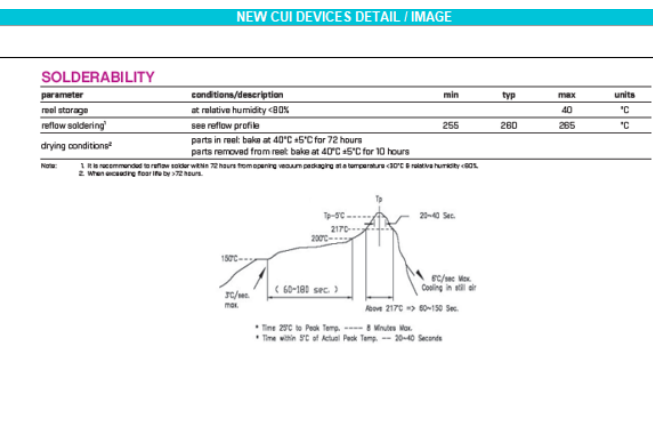 NEW CUI DEVICES DETAIL / IMAGE
SOLDERABILITY
parameter conditions/description min typ max units
reel storage at relative humidity <80% 40 °C
reflow soldering¹ see reflow profile 255 260 265 °C
drying conditions² parts in reel: bake at 40°C ±5°C for 72 hours
parts removed from reel: bake at 40°C ±5°C for 10 hours
Note: 1. It is recommended to reflow solder within 72 hours from opening vacuum packaging at a temperature <30°C & relative humidity <60%.
2. When exceeding floor life by >72 hours.
Tp
Tp-5°C 20~40 Sec.
217°C
200°C
150°C
3°C/sec. max.
( 60~180 sec. )
6°C/sec Max.
Cooling in still air
Above 217°C => 60~150 Sec.
* Time 25°C to Peak Temp. ---- 8 Minutes Max.
* Time within 5°C of Actual Peak Temp. -- 20~40 Seconds